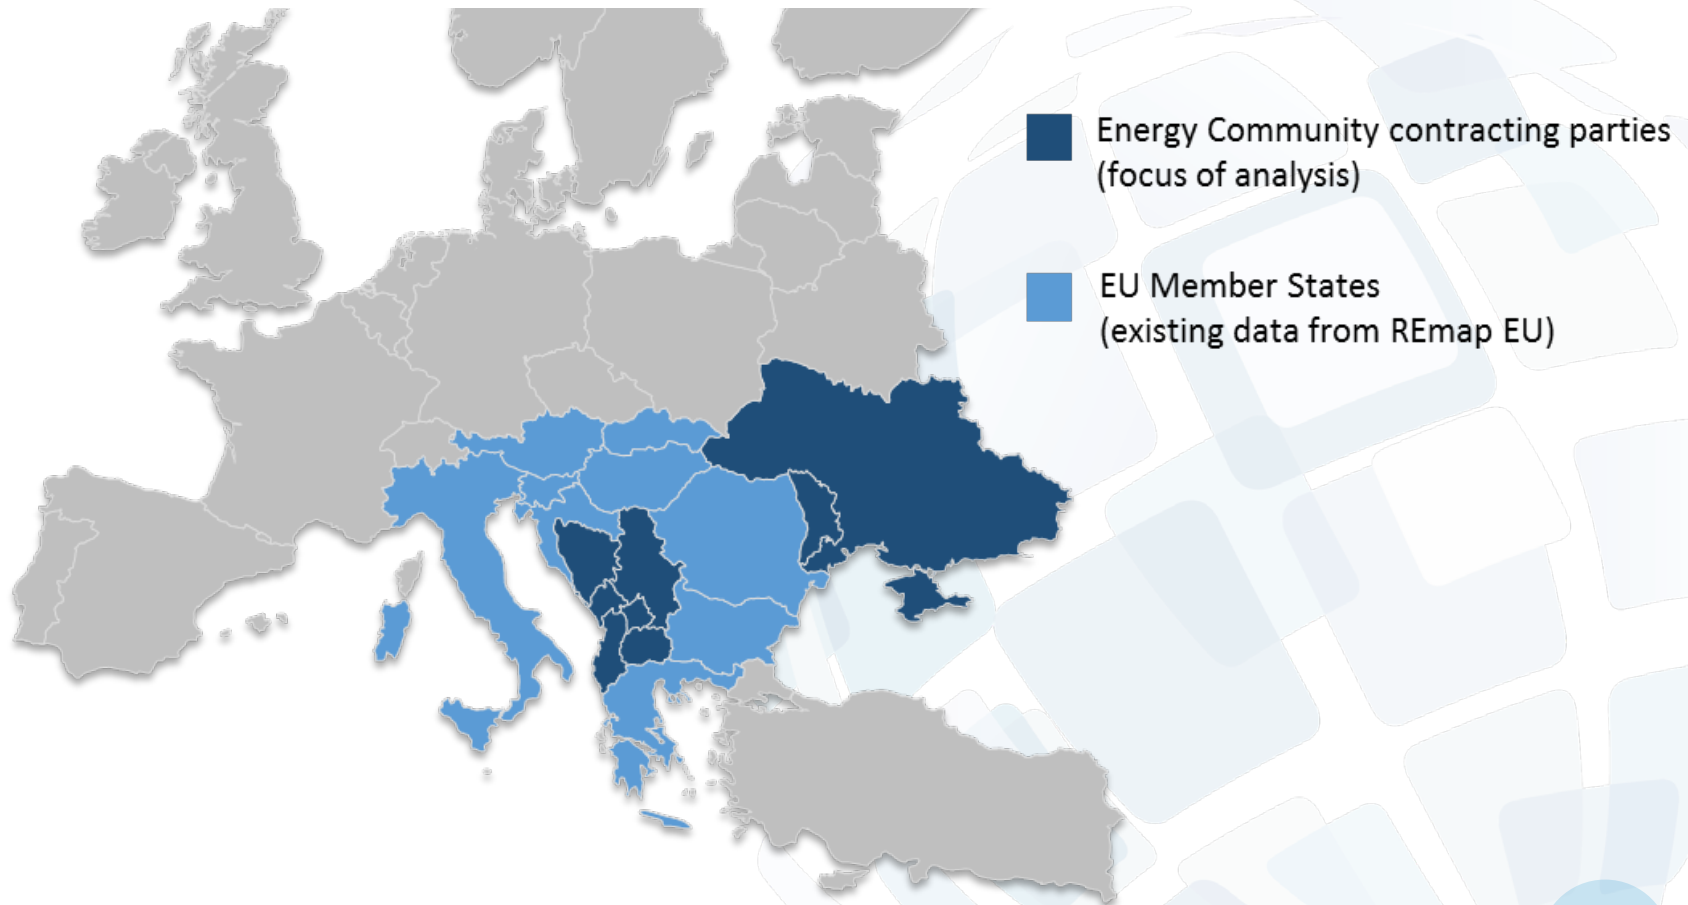 Energy Community contracting parties
(focus of analysis)
EU Member States
(existing data from REmap EU)